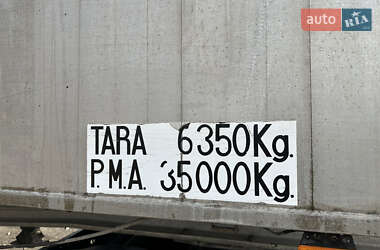 auto RIA
TARA 6350Kg.
P.M.A. 35000Kg.